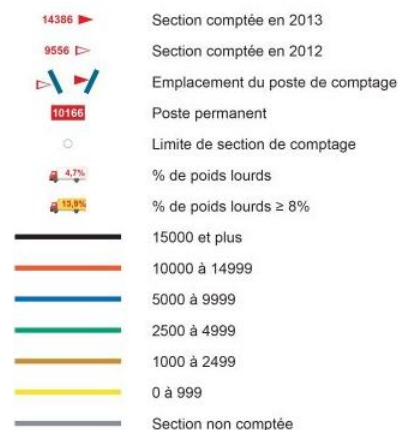 14386 Section comptée en 2013
9556 Section comptée en 2012
Emplacement du poste de comptage
10166 Poste permanent
Limite de section de comptage
4,7% % de poids lourds
13,9% % de poids lourds ≥ 8%
15000 et plus
10000 à 14999
5000 à 9999
2500 à 4999
1000 à 2499
0 à 999
Section non comptée